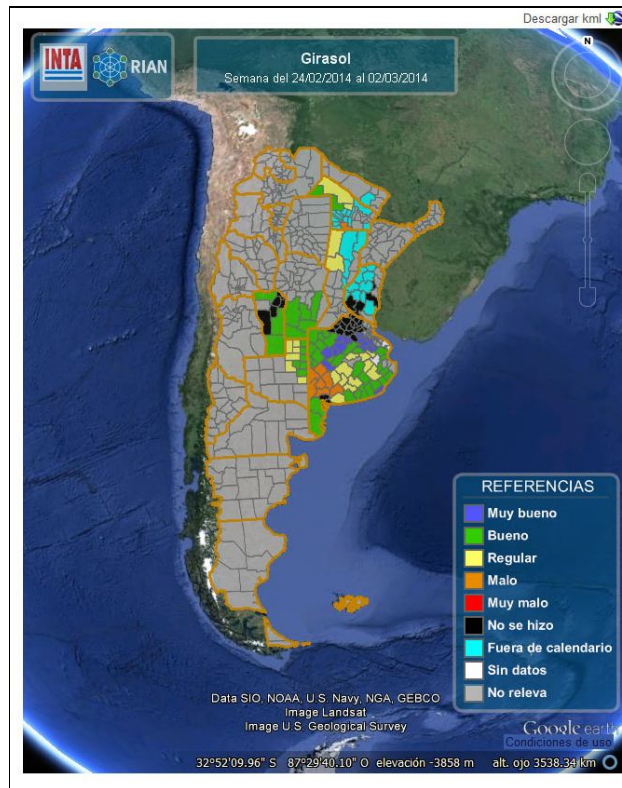 Descargar kml
INTA
RIAN
Girasol
Semana del 24/02/2014 al 02/03/2014
N
REFERENCIAS
Muy bueno
Bueno
Regular
Malo
Muy malo
No se hizo
Fuera de calendario
Sin datos
No releva
Data SIO, NOAA, U.S. Navy, NGA, GEBCO
Image Landsat
Image U.S. Geological Survey
Google earth
Condiciones de uso
32°52'09.96" S 87°29'40.10" O elevación -3858 m alt. ojo 3538.34 km